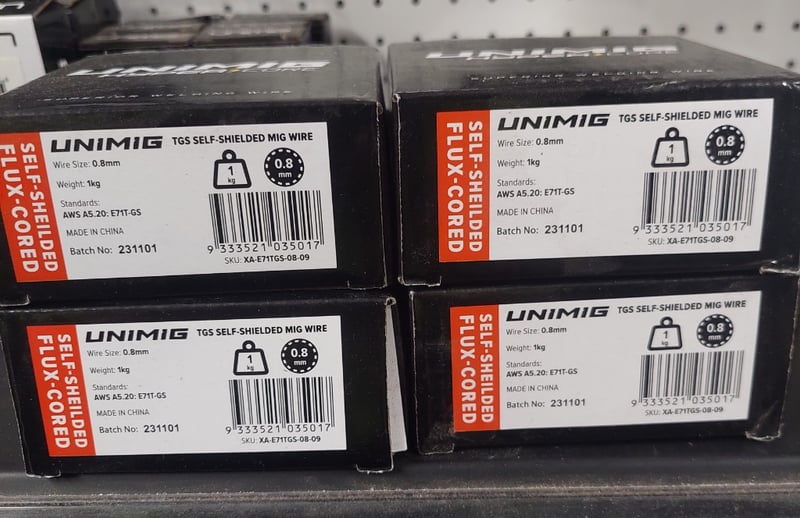 UNIMIG
SUPERIOR WELDING WIRE
SELF-SHEILDED
FLUX-CORED
UNIMIG TGS SELF-SHIELDED MIG WIRE
Wire Size: 0.8mm
Weight: 1kg
Standards:
AWS A5.20: E71T-GS
MADE IN CHINA
Batch No: 231101
1
kg
0.8
mm
9 333521 035017
SKU: XA-E71TGS-08-09
UNIMIG
SUPERIOR WELDING WIRE
SELF-SHEILDED
FLUX-CORED
UNIMIG TGS SELF-SHIELDED MIG WIRE
Wire Size: 0.8mm
Weight: 1kg
Standards:
AWS A5.20: E71T-GS
MADE IN CHINA
Batch No: 231101
1
kg
0.8
mm
9 333521 035017
SKU: XA-E71TGS-08-09
SELF-SHEILDED
FLUX-CORED
UNIMIG TGS SELF-SHIELDED MIG WIRE
Wire Size: 0.8mm
Weight: 1kg
Standards:
AWS A5.20: E71T-GS
MADE IN CHINA
Batch No: 231101
1
kg
0.8
mm
9 333521 035017
SKU: XA-E71TGS-08-09
SELF-SHEILDED
FLUX-CORED
UNIMIG TGS SELF-SHIELDED MIG WIRE
Wire Size: 0.8mm
Weight: 1kg
Standards:
AWS A5.20: E71T-GS
MADE IN CHINA
Batch No: 231101
1
kg
0.8
mm
9 333521 035017
SKU: XA-E71TGS-08-09